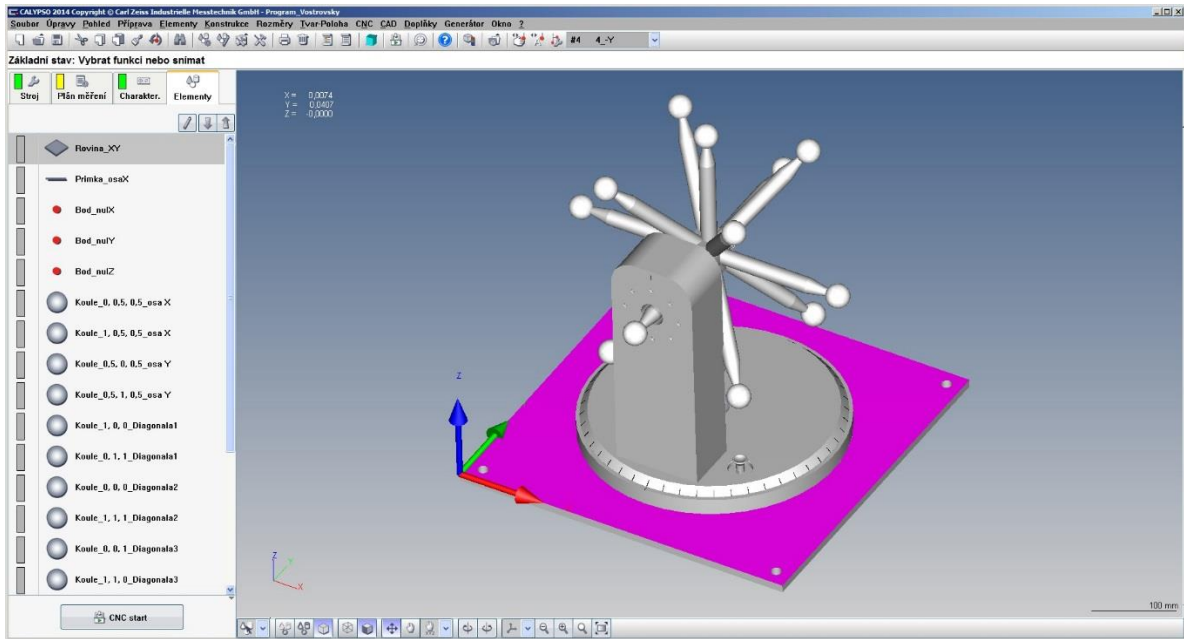 CALYPSO 2014 Copyright © Carl Zeiss Industrielle Messtechnik GmbH - Program_Vostrovsky
Soubor Úpravy Pohled Příprava Elementy Konstrukce Rozměry Tvar-Poloha CNC CAD Doplňky Generátor Okno ?
#4 4_-Y
Základní stav: Vybrat funkci nebo snímat
Stroj Plán měření Charakter. Elementy
X = 0,0074
Y = 0,0407
Z = -0,0000
Rovina_XY
Primka_osaX
Bod_nulX
Bod_nulY
Bod_nulZ
Koule_0, 0,5, 0,5_osa X
Koule_1, 0,5, 0,5_osa X
Koule_0,5, 0, 0,5_osa Y
Koule_0,5, 1, 0,5_osa Y
Koule_1, 0, 0_Diagonala1
Koule_0, 1, 1_Diagonala1
Koule_0, 0, 0_Diagonala2
Koule_1, 1, 1_Diagonala2
Koule_0, 0, 1_Diagonala3
Koule_1, 1, 0_Diagonala3
Z
Z
Y
X
100 mm
CNC start